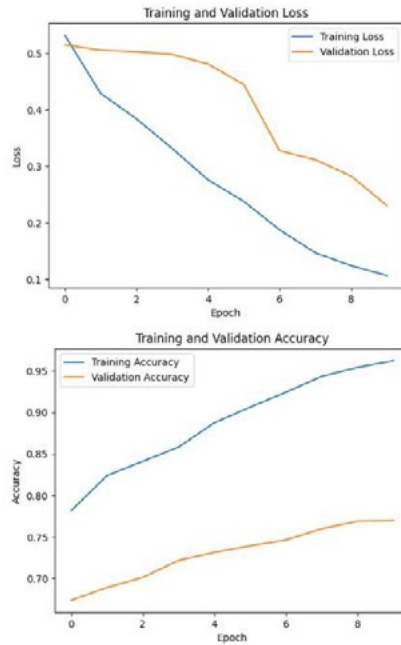 Training and Validation Loss
Training Loss
Validation Loss
0.5
0.4
0.3
0.2
0.1
Loss
0 2 4 6 8
Epoch
Training and Validation Accuracy
Training Accuracy
Validation Accuracy
0.95
0.90
0.85
0.80
0.75
0.70
Accuracy
0 2 4 6 8
Epoch